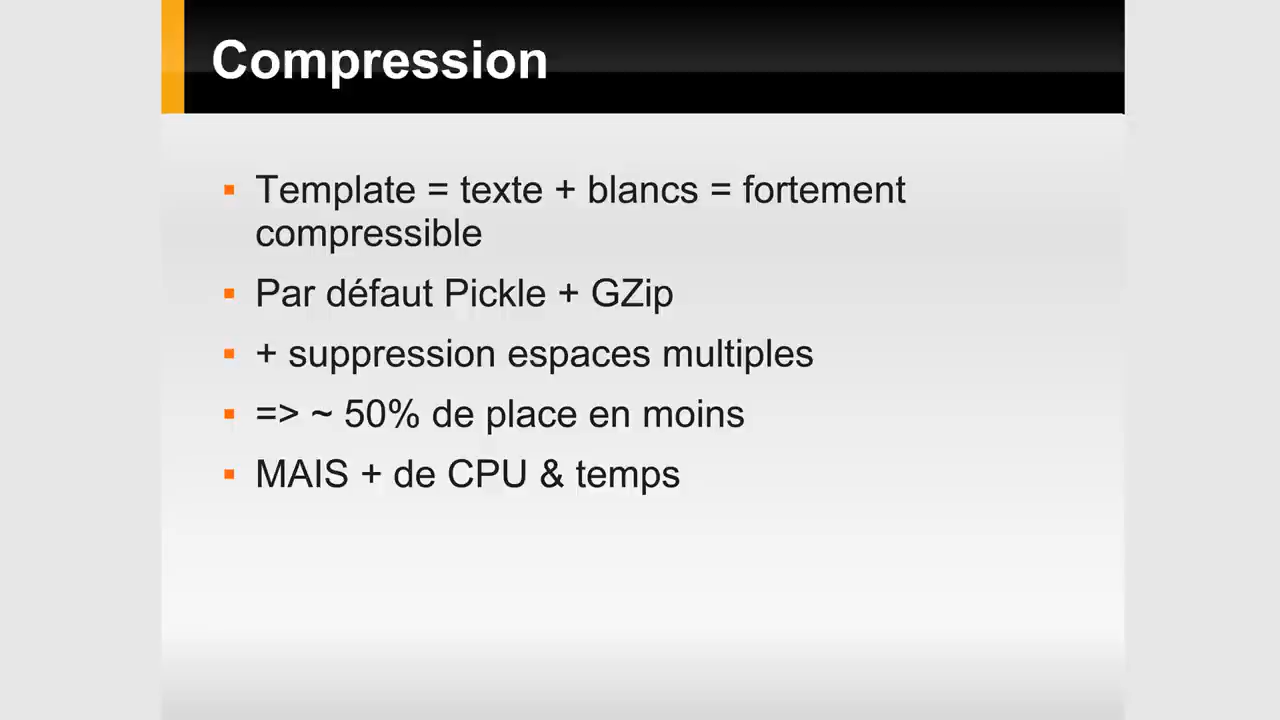 Compression
Template = texte + blancs = fortement
compressible
Par défaut Pickle + GZip
+ suppression espaces multiples
=> ~ 50% de place en moins
MAIS + de CPU & temps